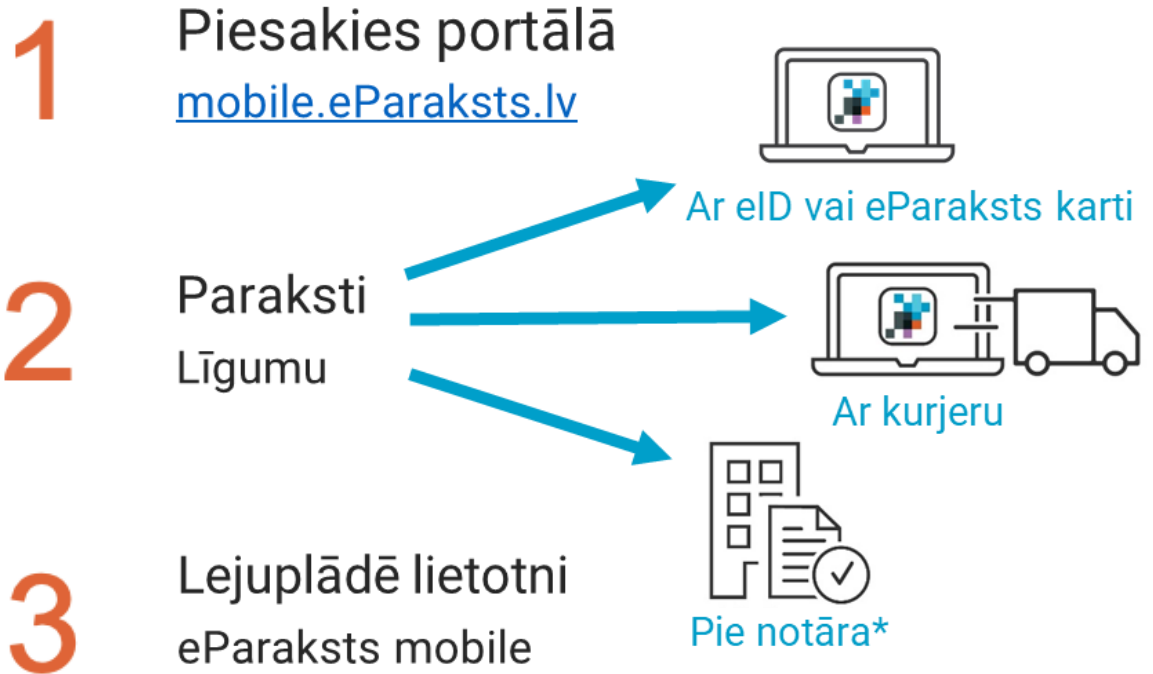 1
Piesakies portālā
mobile.eParaksts.lv
Ar eID vai eParaksts karti
2
Paraksti
Līgumu
Ar kurjeru
3
Lejuplādē lietotni
eParaksts mobile
Pie notāra*